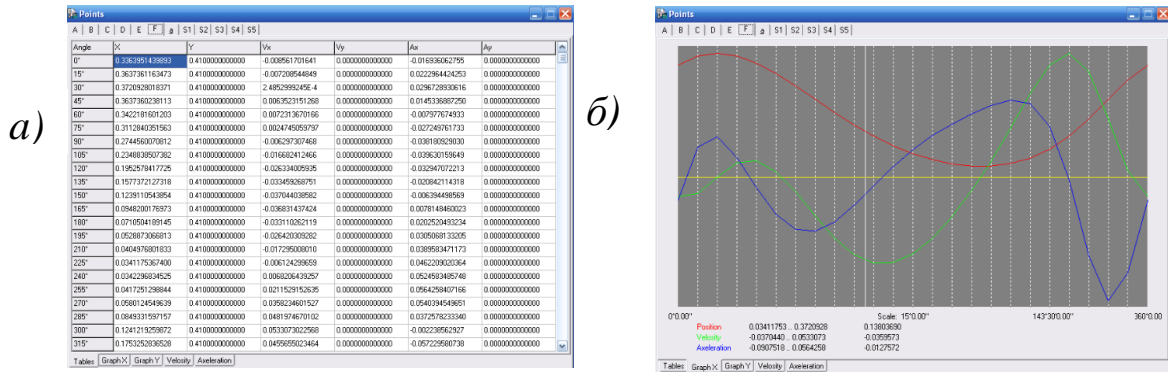 а)
Points
A B C D E F g S1 S2 S3 S4 S5
Angle X Y Vx Vy Ax Ay
0° 0.3363951439893 0.4100000000000 -0.008561701641 0.0000000000000 -0.016936062755 0.0000000000000
15° 0.3637361163473 0.4100000000000 -0.007208544849 0.0000000000000 0.0222964424253 0.0000000000000
30° 0.3720928018371 0.4100000000000 2.4852999245E-4 0.0000000000000 0.0296728930616 0.0000000000000
45° 0.3637360238113 0.4100000000000 0.0063523151268 0.0000000000000 0.0145336887250 0.0000000000000
60° 0.3422181601203 0.4100000000000 0.0072313670166 0.0000000000000 -0.007977674933 0.0000000000000
75° 0.3112840351563 0.4100000000000 0.0024745059797 0.0000000000000 -0.027249761733 0.0000000000000
90° 0.2744560070812 0.4100000000000 -0.006297307468 0.0000000000000 -0.038180929030 0.0000000000000
105° 0.2348838507382 0.4100000000000 -0.016682412466 0.0000000000000 -0.039630159649 0.0000000000000
120° 0.1952578417725 0.4100000000000 -0.026334005935 0.0000000000000 -0.032947072213 0.0000000000000
135° 0.1577372127318 0.4100000000000 -0.033459268751 0.0000000000000 -0.020842114318 0.0000000000000
150° 0.1239110543854 0.4100000000000 -0.037044038582 0.0000000000000 -0.006394498569 0.0000000000000
165° 0.0948200176973 0.4100000000000 -0.036831437424 0.0000000000000 0.0078148460023 0.0000000000000
180° 0.0710504189145 0.4100000000000 -0.033110262119 0.0000000000000 0.0202520493234 0.0000000000000
195° 0.0528873066813 0.4100000000000 -0.026420309282 0.0000000000000 0.0305068133205 0.0000000000000
210° 0.0404976801833 0.4100000000000 -0.017295008010 0.0000000000000 0.0389583471173 0.0000000000000
225° 0.0341175367400 0.4100000000000 -0.006124299659 0.0000000000000 0.0462209020364 0.0000000000000
240° 0.0342296834525 0.4100000000000 0.0068206439257 0.0000000000000 0.0524583485748 0.0000000000000
255° 0.0417251298844 0.4100000000000 0.0211529152635 0.0000000000000 0.0564258407166 0.0000000000000
270° 0.0580124549639 0.4100000000000 0.0358234601527 0.0000000000000 0.0540394549651 0.0000000000000
285° 0.0849331597157 0.4100000000000 0.0481974670102 0.0000000000000 0.0372578233340 0.0000000000000
300° 0.1241219259872 0.4100000000000 0.0533073022568 0.0000000000000 -0.002238562927 0.0000000000000
315° 0.1753252836528 0.4100000000000 0.0455655023464 0.0000000000000 -0.057229580738 0.0000000000000
Tables Graph X Graph Y Velosity Axeleration
б)
Points
A B C D E F g S1 S2 S3 S4 S5
0°0.00" Scale: 15°0.00" 143°30'0.00" 360°0.00
Position 0.03411753 .. 0.3720928 0.13803690
Velosity -0.0370440 .. 0.0533073 -0.0359573
Axeleration -0.0907518 .. 0.0564258 -0.0127572
Tables Graph X Graph Y Velosity Axeleration